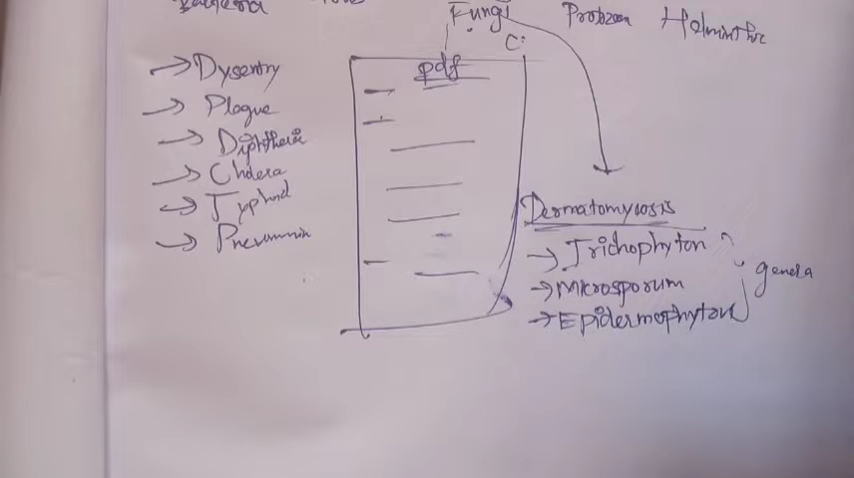 Fungi
Protozoa Helminthic
C:
pdf
→ Dysentry
→ Plague
→ Diphtheria
→ Cholera
→ Typhoid
→ Pneumonia
Dermatomycosis
→ Trichophyton
→ Microsporum
→ Epidermophyton
genera